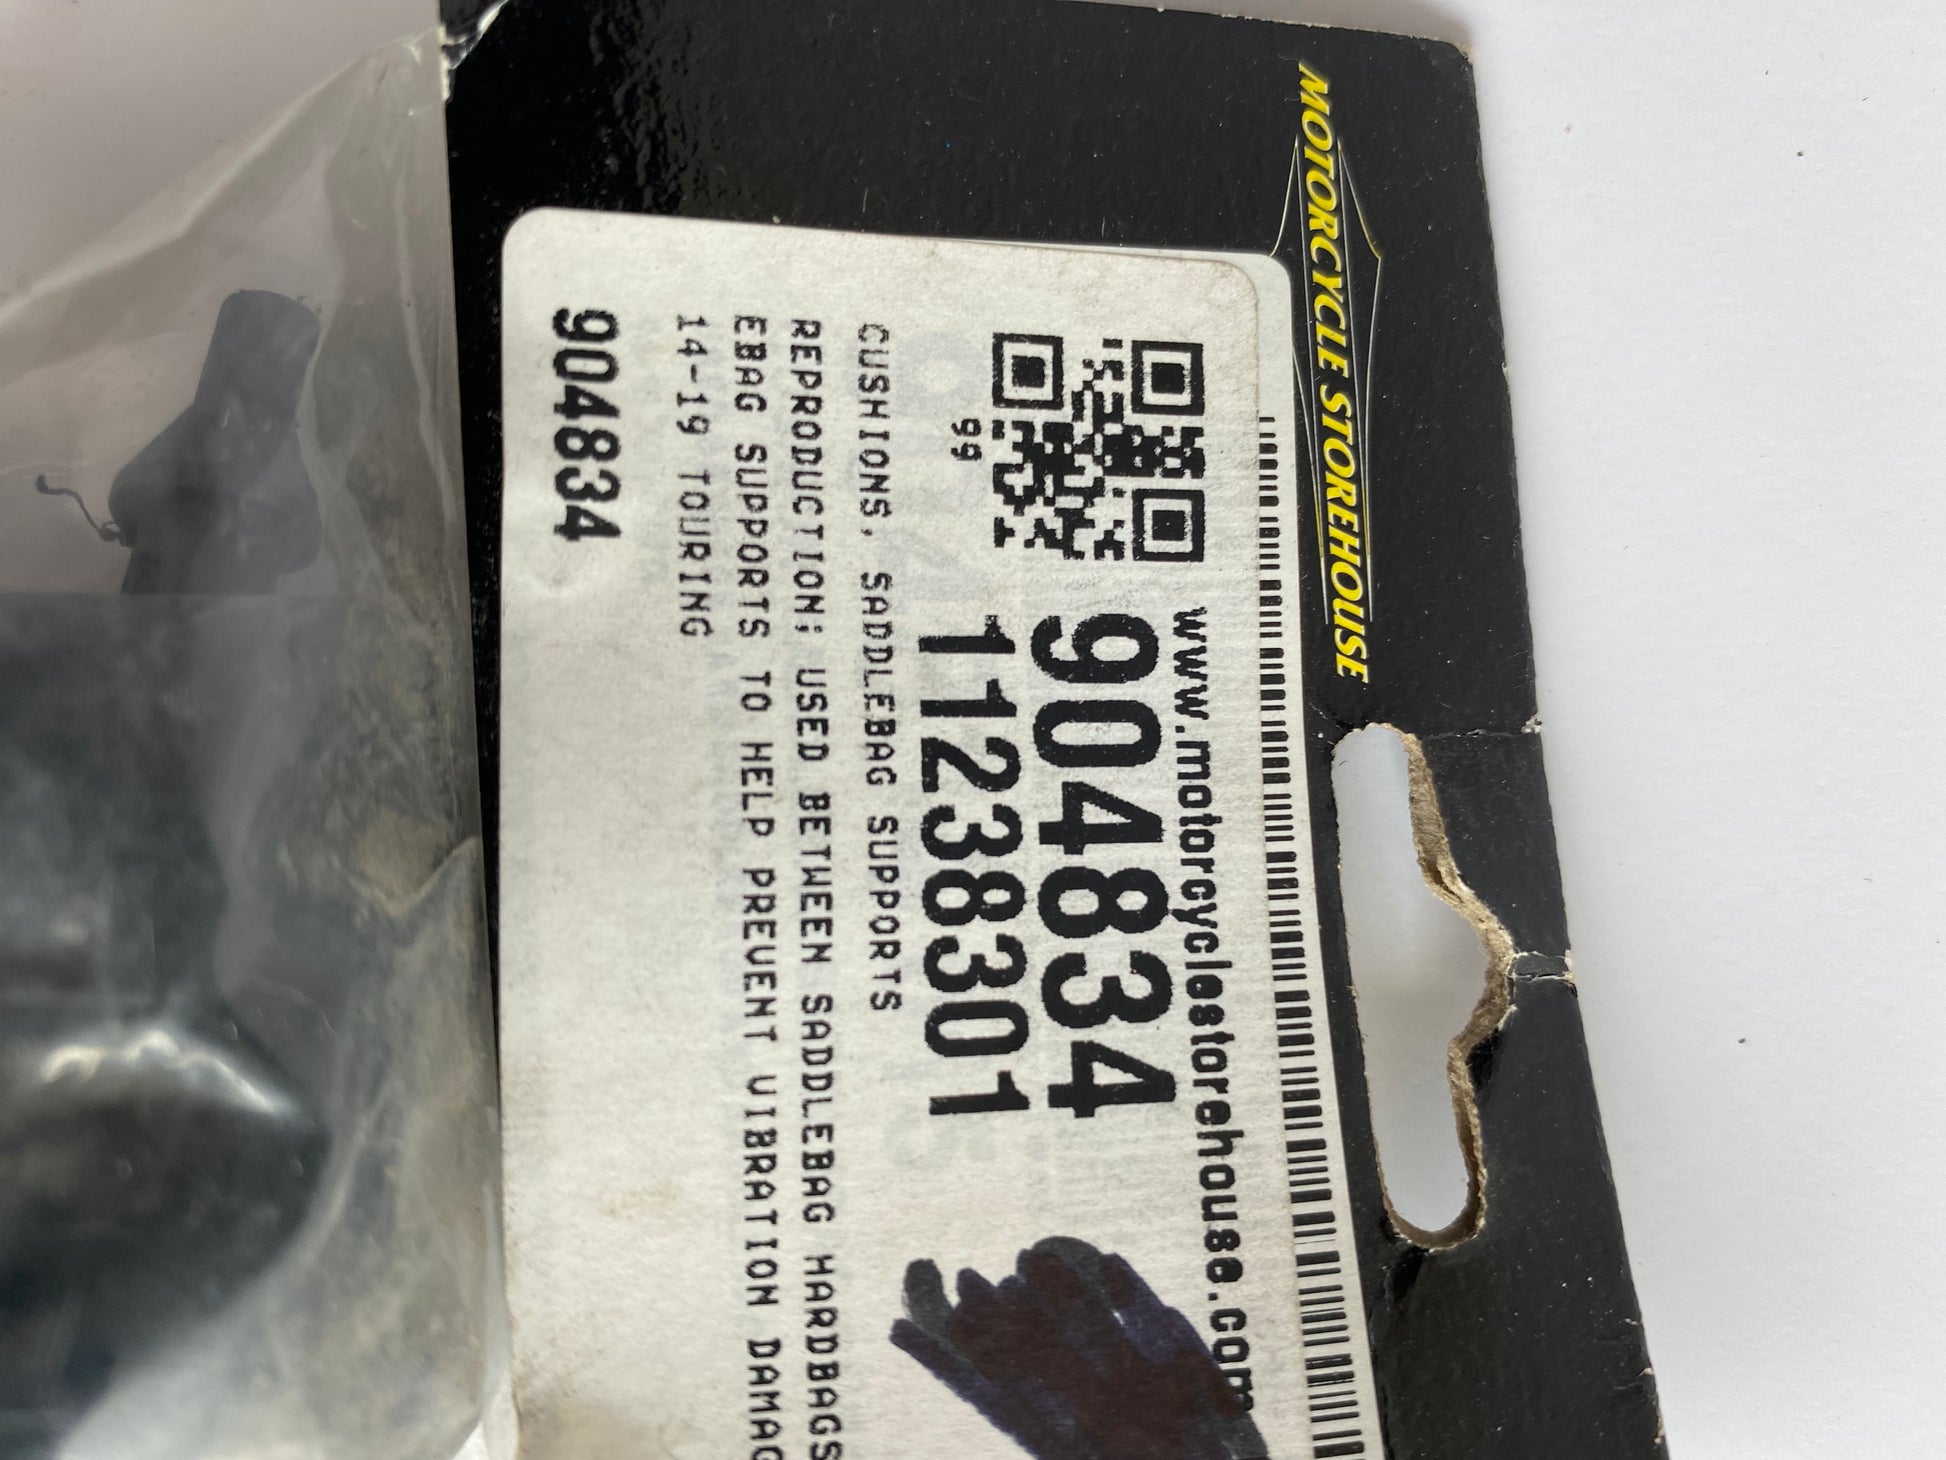 MOTORCYCLE STOREHOUSE
www.motorcyclestorehouse.com
904834
11238301
99
CUSHIONS, SADDLEBAG SUPPORTS
REPRODUCTION; USED BETWEEN SADDLEBAG HARDBAGS
EBAG SUPPORTS TO HELP PREVENT VIBRATION DAMAG
14-19 TOURING
904834